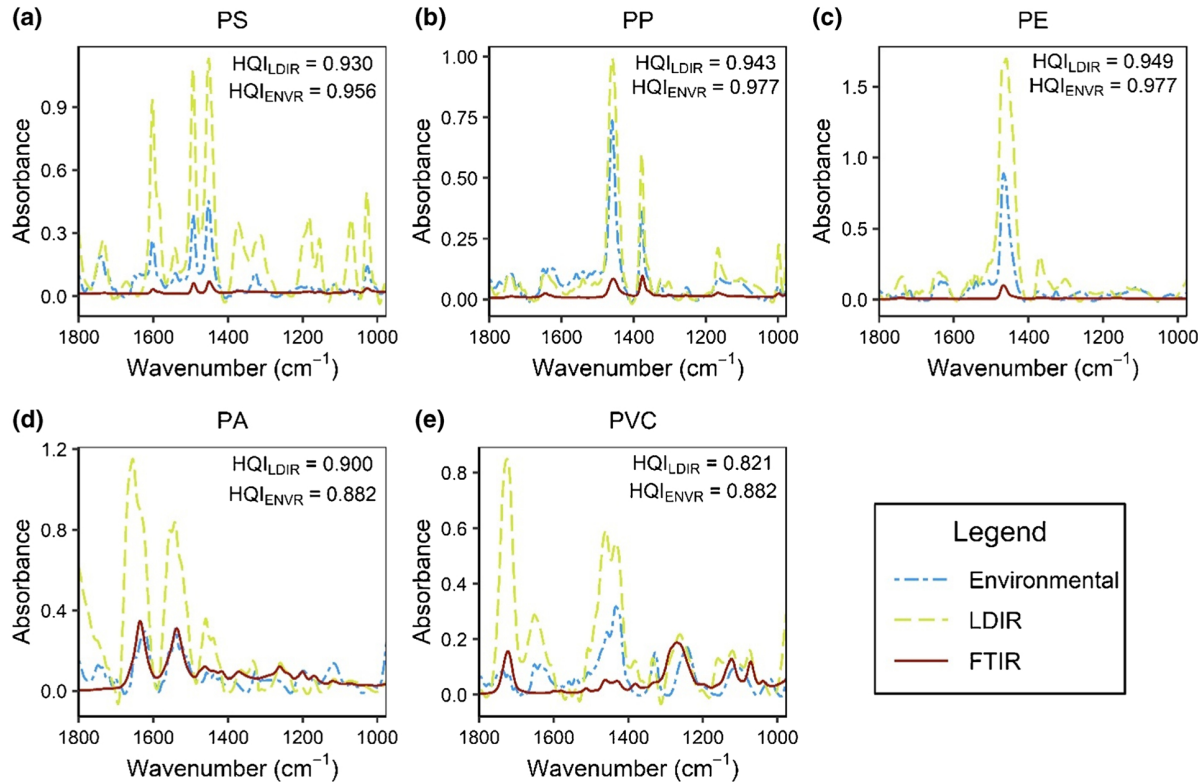 (a) PS
HQI_LDIR = 0.930
HQI_ENVR = 0.956
Absorbance
0.9
0.6
0.3
0.0
1800 1600 1400 1200 1000
Wavenumber (cm⁻¹)
(b) PP
HQI_LDIR = 0.943
HQI_ENVR = 0.977
Absorbance
1.00
0.75
0.50
0.25
0.00
1800 1600 1400 1200 1000
Wavenumber (cm⁻¹)
(c) PE
HQI_LDIR = 0.949
HQI_ENVR = 0.977
Absorbance
1.5
1.0
0.5
0.0
1800 1600 1400 1200 1000
Wavenumber (cm⁻¹)
(d) PA
HQI_LDIR = 0.900
HQI_ENVR = 0.882
Absorbance
1.2
0.8
0.4
0.0
1800 1600 1400 1200 1000
Wavenumber (cm⁻¹)
(e) PVC
HQI_LDIR = 0.821
HQI_ENVR = 0.882
Absorbance
0.8
0.6
0.4
0.2
0.0
1800 1600 1400 1200 1000
Wavenumber (cm⁻¹)
Legend
Environmental
LDIR
FTIR